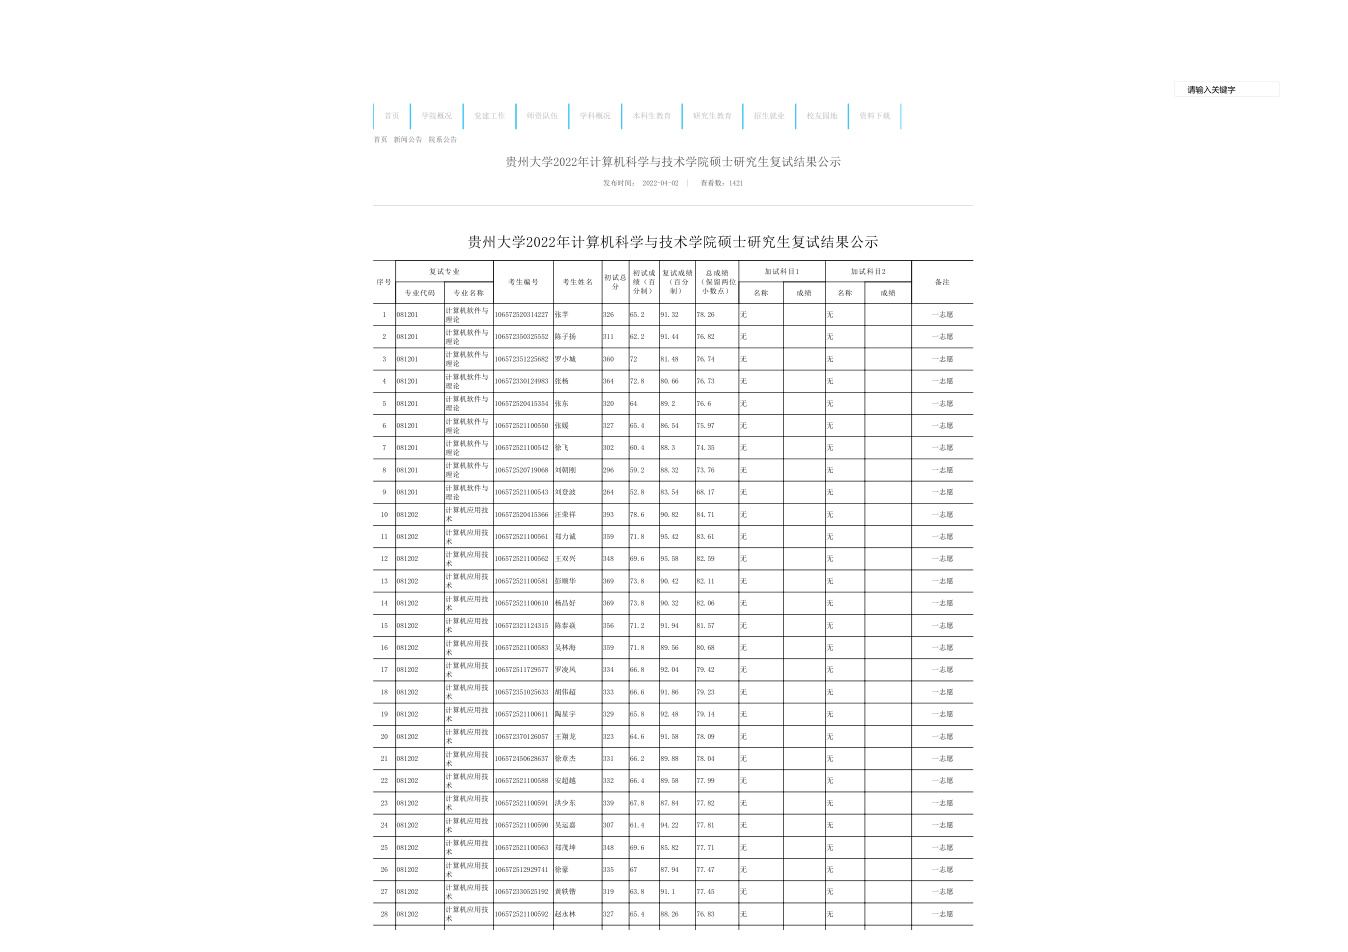 请输入关键字
首页 学院概况 党建工作 师资队伍 学科概况 本科生教育 研究生教育 招生就业 校友园地 资料下载
首页 新闻公告 院系公告
贵州大学2022年计算机科学与技术学院硕士研究生复试结果公示
发布时间： 2022-04-02 | 查看数：1421
贵州大学2022年计算机科学与技术学院硕士研究生复试结果公示
序号 复试专业 考生编号 考生姓名 初试总分 初试成绩（百分制） 复试成绩（百分制） 总成绩（保留两位小数点） 加试科目1 加试科目2 备注
专业代码 专业名称 名称 成绩 名称 成绩
1 081201 计算机软件与理论 106572520314227 张芊 326 65.2 91.32 78.26 无 无 一志愿
2 081201 计算机软件与理论 106572350325552 陈子扬 311 62.2 91.44 76.82 无 无 一志愿
3 081201 计算机软件与理论 106572351225682 罗小城 360 72 81.48 76.74 无 无 一志愿
4 081201 计算机软件与理论 106572330124983 张杨 364 72.8 80.66 76.73 无 无 一志愿
5 081201 计算机软件与理论 106572520415354 张东 320 64 89.2 76.6 无 无 一志愿
6 081201 计算机软件与理论 106572521100550 张媛 327 65.4 86.54 75.97 无 无 一志愿
7 081201 计算机软件与理论 106572521100542 徐飞 302 60.4 88.3 74.35 无 无 一志愿
8 081201 计算机软件与理论 106572520719068 刘朝刚 296 59.2 88.32 73.76 无 无 一志愿
9 081201 计算机软件与理论 106572521100543 刘登波 264 52.8 83.54 68.17 无 无 一志愿
10 081202 计算机应用技术 106572520415366 汪荣祥 393 78.6 90.82 84.71 无 无 一志愿
11 081202 计算机应用技术 106572521100561 郑力诚 359 71.8 95.42 83.61 无 无 一志愿
12 081202 计算机应用技术 106572521100562 王双兴 348 69.6 95.58 82.59 无 无 一志愿
13 081202 计算机应用技术 106572521100581 彭顺华 369 73.8 90.42 82.11 无 无 一志愿
14 081202 计算机应用技术 106572521100610 杨昌好 369 73.8 90.32 82.06 无 无 一志愿
15 081202 计算机应用技术 106572321124315 陈泰嬴 356 71.2 91.94 81.57 无 无 一志愿
16 081202 计算机应用技术 106572521100583 吴林海 359 71.8 89.56 80.68 无 无 一志愿
17 081202 计算机应用技术 106572511729577 罗凌风 334 66.8 92.04 79.42 无 无 一志愿
18 081202 计算机应用技术 106572351025633 胡伟超 333 66.6 91.86 79.23 无 无 一志愿
19 081202 计算机应用技术 106572521100611 陶星宇 329 65.8 92.48 79.14 无 无 一志愿
20 081202 计算机应用技术 106572370126057 王翔龙 323 64.6 91.58 78.09 无 无 一志愿
21 081202 计算机应用技术 106572450628637 徐章杰 331 66.2 89.88 78.04 无 无 一志愿
22 081202 计算机应用技术 106572521100588 安超越 332 66.4 89.58 77.99 无 无 一志愿
23 081202 计算机应用技术 106572521100591 洪少东 339 67.8 87.84 77.82 无 无 一志愿
24 081202 计算机应用技术 106572521100590 吴运嘉 307 61.4 94.22 77.81 无 无 一志愿
25 081202 计算机应用技术 106572521100563 郑茂坤 348 69.6 85.82 77.71 无 无 一志愿
26 081202 计算机应用技术 106572512929741 徐豪 335 67 87.94 77.47 无 无 一志愿
27 081202 计算机应用技术 106572330525192 黄轶锴 319 63.8 91.1 77.45 无 无 一志愿
28 081202 计算机应用技术 106572521100592 赵永林 327 65.4 88.26 76.83 无 无 一志愿